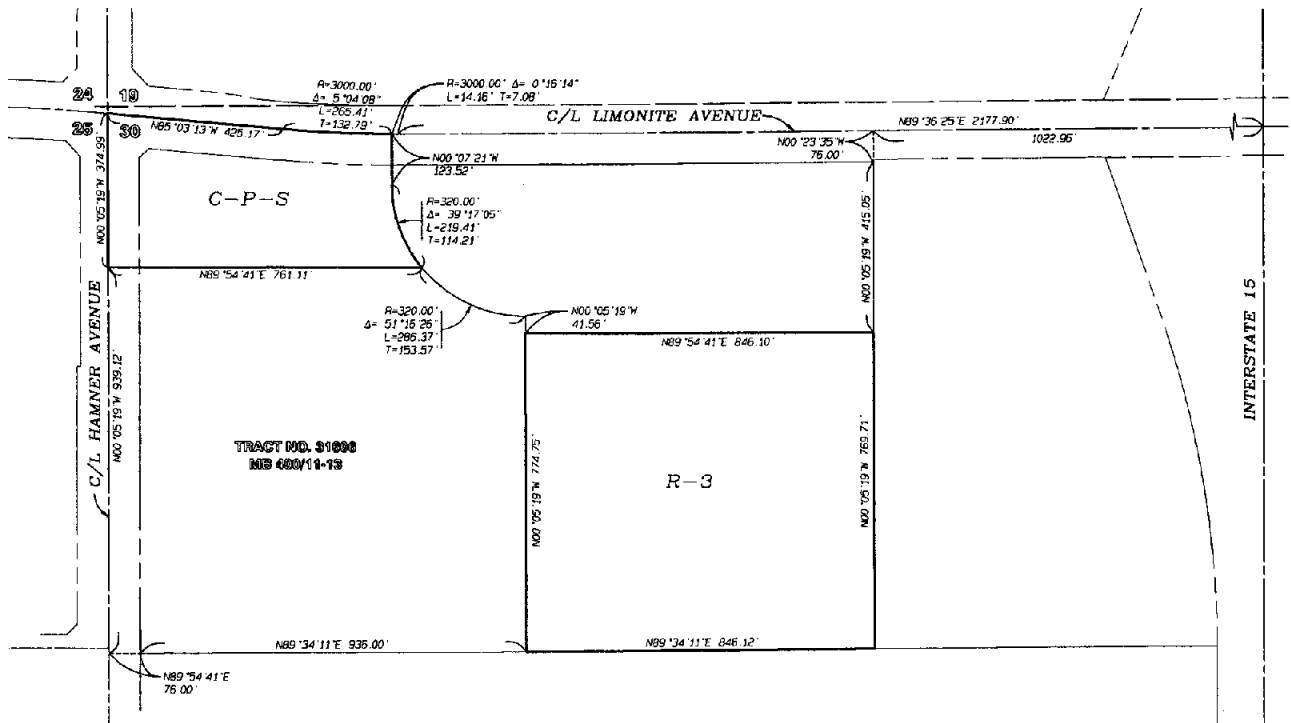 24 19
25 30
R=3000.00'
Δ= 5°04'08"
L=265.41'
T=132.79'
R=3000.00' Δ= 0°16'14"
L=14.16' T=7.08'
C/L LIMONITE AVENUE
N89°36'25"E 2177.90'
1022.96'
N85°03'13"W 425.17'
N00°23'35"W
76.00'
N00°07'21"W
123.52'
N00°05'19"W 374.99'
C-P-S
R=320.00'
Δ= 39°17'05"
L=219.41'
T=114.21'
N00°05'19"W 415.05'
N89°54'41"E 761.11'
R=320.00'
Δ= 51°16'26"
L=286.37'
T=153.57'
N00°05'19"W
41.56'
N89°54'41"E 846.10'
INTERSTATE 15
C/L HAMNER AVENUE
N00°05'19"W 939.12'
TRACT NO. 31606
MB 400/11-13
N00°05'19"W 774.75'
R-3
N00°05'19"W 769.71'
N89°34'11"E 936.00'
N89°34'11"E 846.12'
N89°54'41"E
76.00'